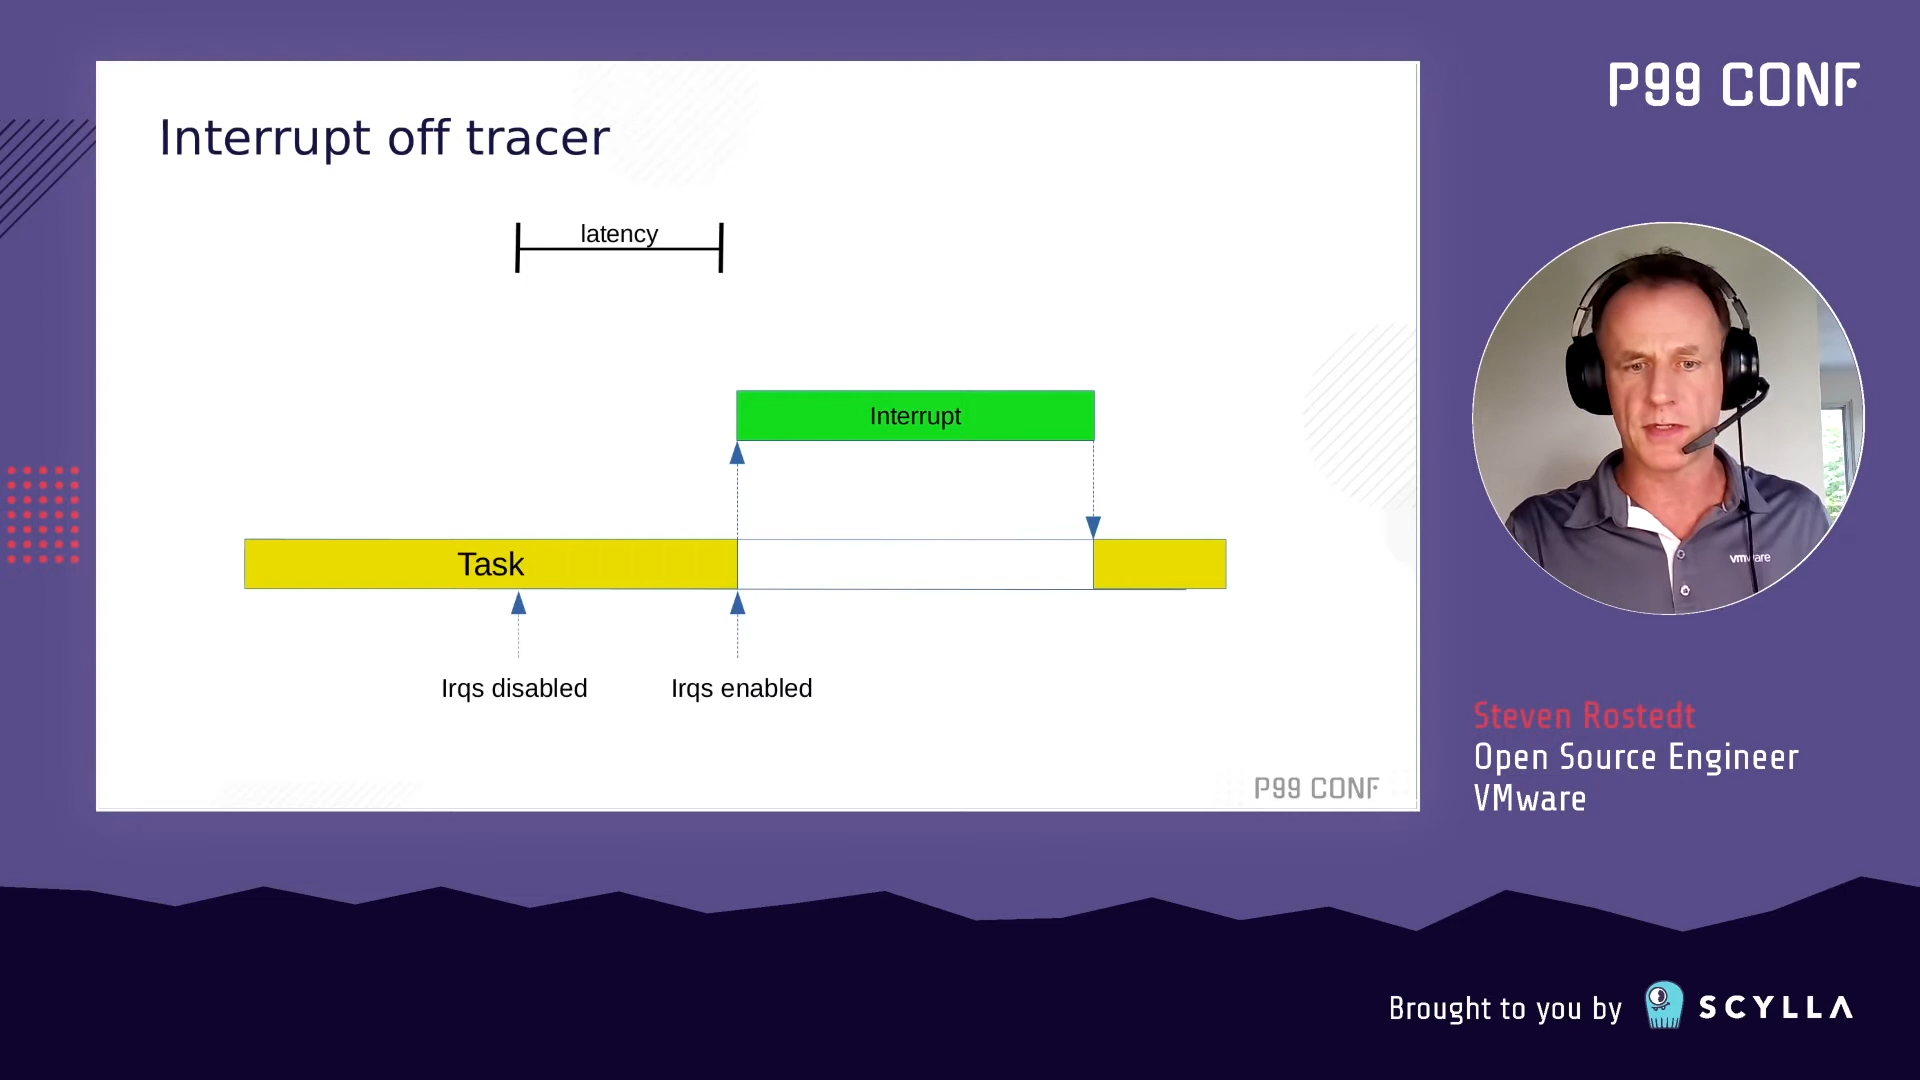 P99 CONF
Interrupt off tracer
latency
Interrupt
Task
Irqs disabled
Irqs enabled
P99 CONF
vmware
Steven Rostedt
Open Source Engineer
VMware
Brought to you by SCYLLA